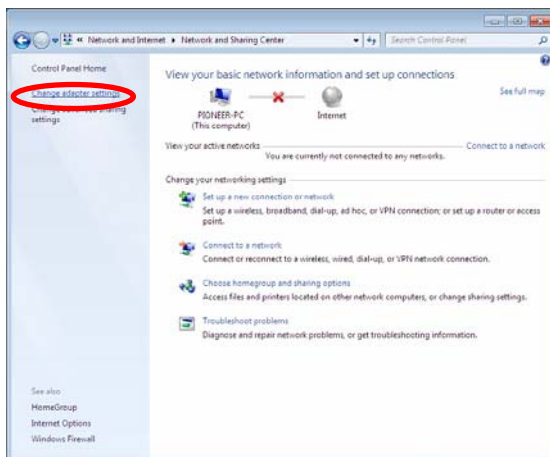 « Network and Internet ▸ Network and Sharing Center
Search Control Panel
Control Panel Home
Change adapter settings
Change advanced sharing
settings
View your basic network information and set up connections
See full map
PIONEER-PC
(This computer)
Internet
View your active networks
Connect to a network
You are currently not connected to any networks.
Change your networking settings
Set up a new connection or network
Set up a wireless, broadband, dial-up, ad hoc, or VPN connection; or set up a router or access
point.
Connect to a network
Connect or reconnect to a wireless, wired, dial-up, or VPN network connection.
Choose homegroup and sharing options
Access files and printers located on other network computers, or change sharing settings.
Troubleshoot problems
Diagnose and repair network problems, or get troubleshooting information.
See also
HomeGroup
Internet Options
Windows Firewall